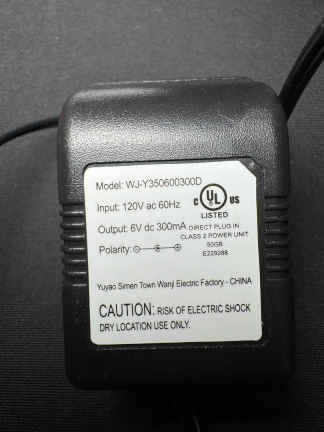 Model: WJ-Y350600300D
Input: 120V ac 60Hz
Output: 6V dc 300mA
Polarity:
C UL US
LISTED
DIRECT PLUG IN
CLASS 2 POWER UNIT
50GB
E229288
Yuyao Simen Town Wanji Electric Factory - CHINA
CAUTION: RISK OF ELECTRIC SHOCK
DRY LOCATION USE ONLY.